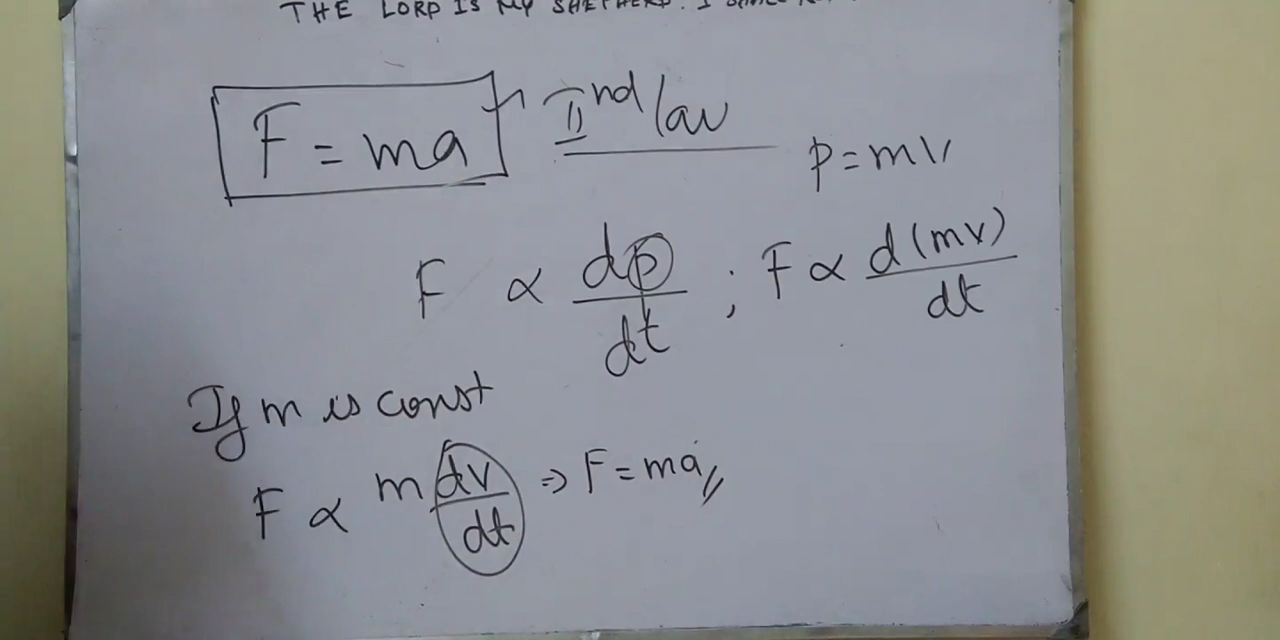 THE LORD IS MY SHEPHERD. I
F = ma IInd law
p = mv
F ∝ dp/dt ; F ∝ d(mv)/dt
If m is const
F ∝ m dv/dt ⇒ F = ma